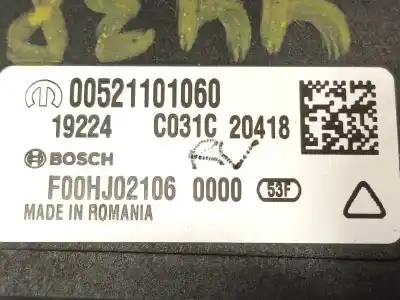 00521101060
19224 C031C 20418
BOSCH
F00HJ02106 0000 53F
MADE IN ROMANIA